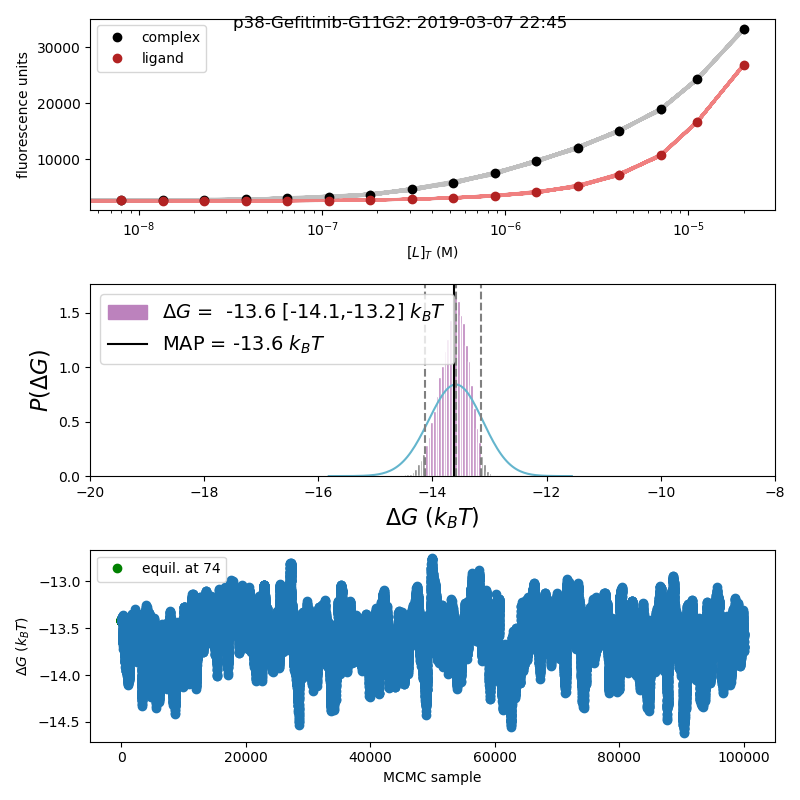 p38-Gefitinib-G11G2: 2019-03-07 22:45
complex
ligand
30000
20000
10000
fluorescence units
10⁻⁸
10⁻⁷
10⁻⁶
10⁻⁵
[L]_T (M)
ΔG = -13.6 [-14.1,-13.2] k_BT
MAP = -13.6 k_BT
1.5
1.0
0.5
0.0
P(ΔG)
−20
−18
−16
−14
−12
−10
−8
ΔG (k_BT)
equil. at 74
−13.0
−13.5
−14.0
−14.5
ΔG (k_BT)
0
20000
40000
60000
80000
100000
MCMC sample